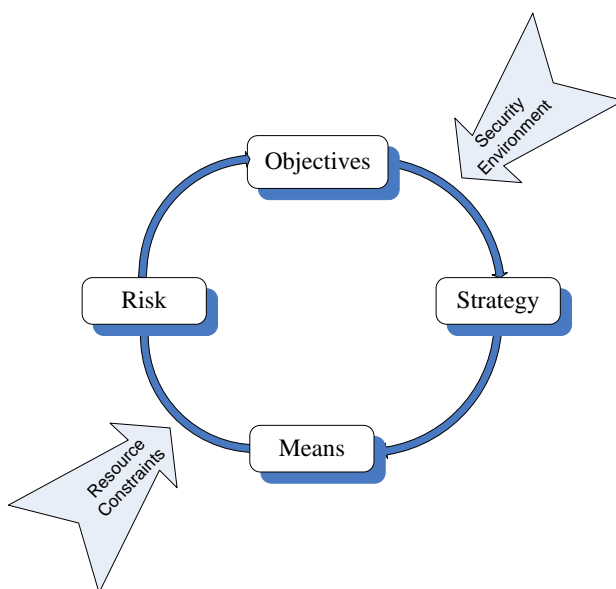 Security
Environment
Objectives
Risk
Strategy
Means
Resource
Constraints